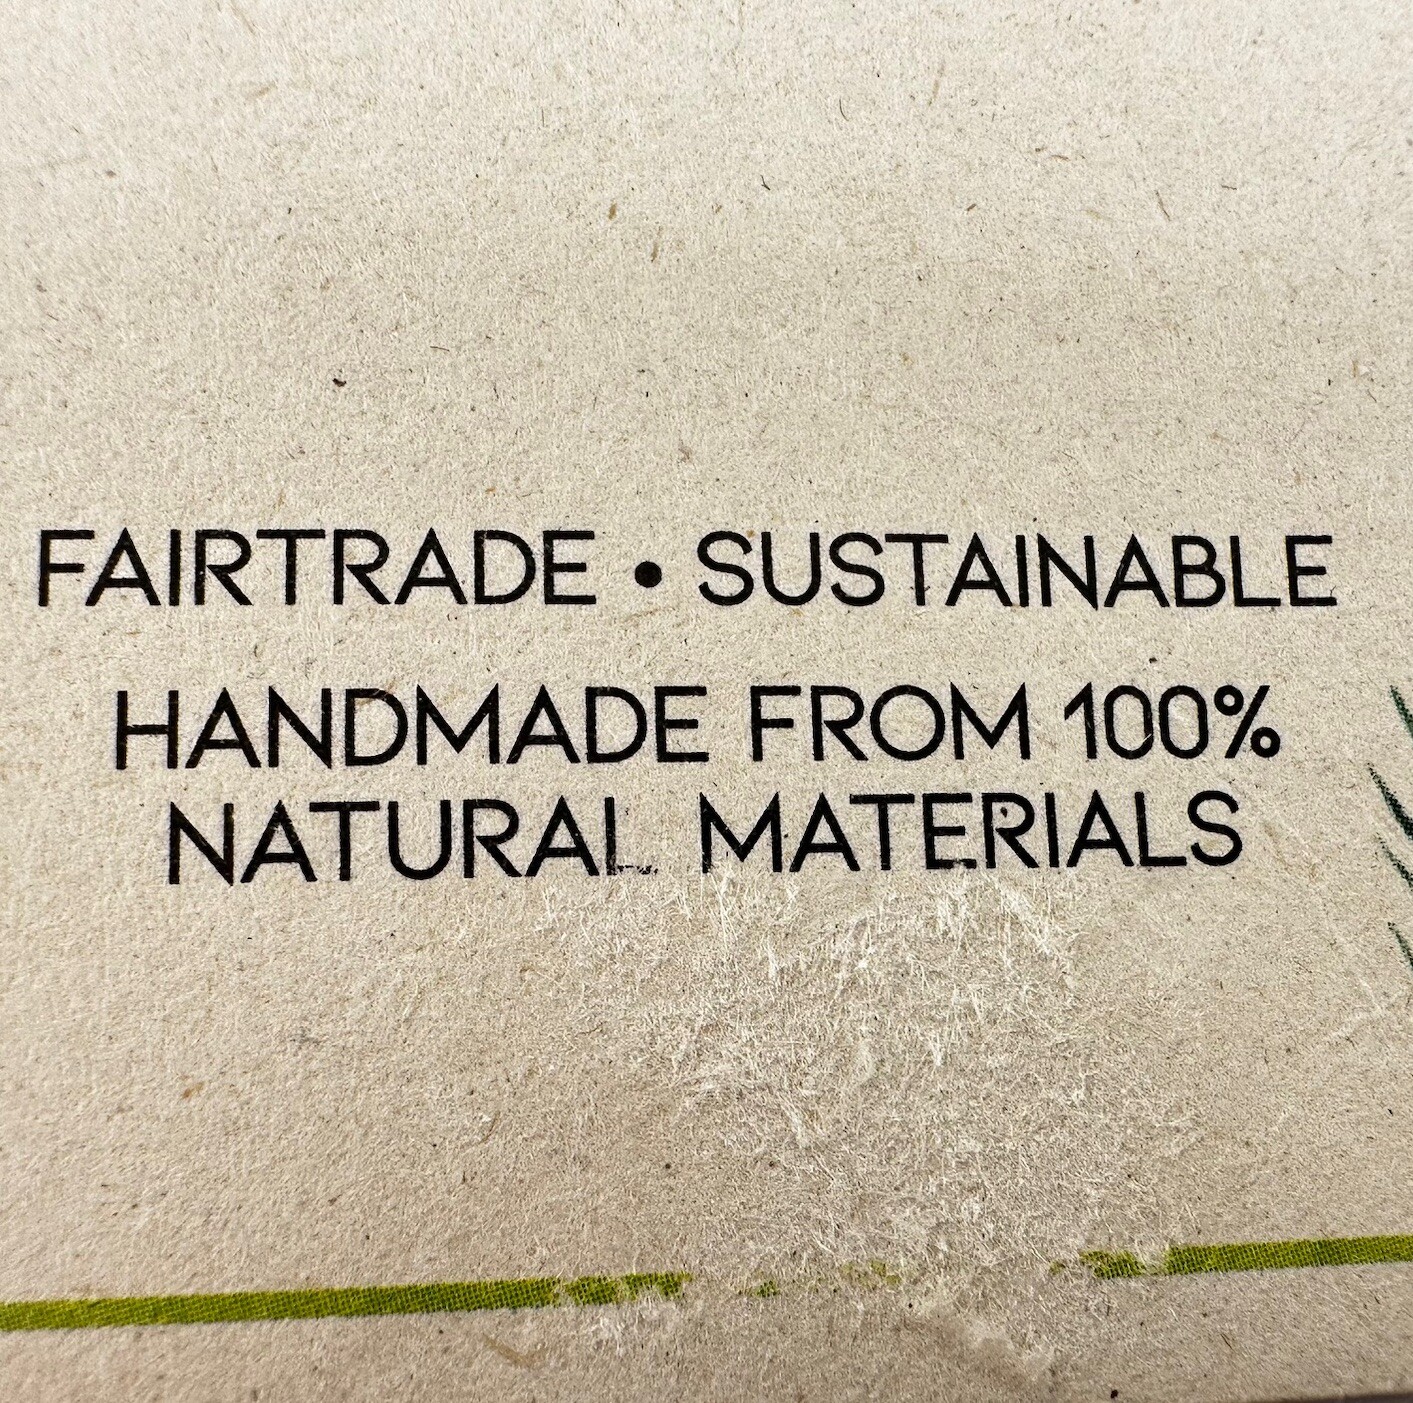 FAIRTRADE • SUSTAINABLE
HANDMADE FROM 100%
NATURAL MATERIALS